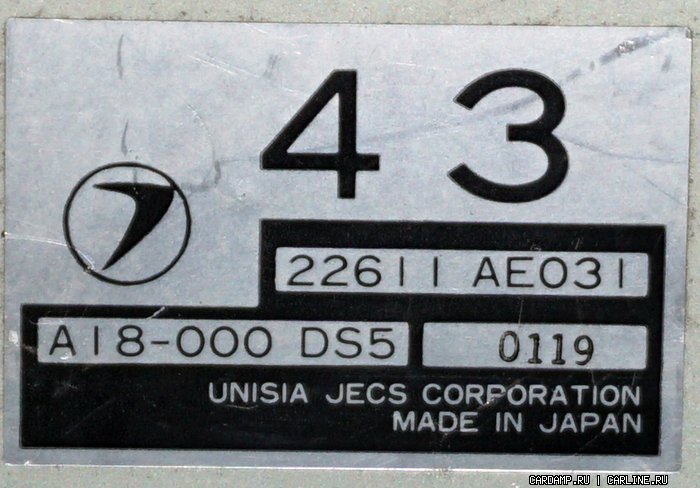 43
22611 AE031
A18-000 DS5 0119
UNISIA JECS CORPORATION
MADE IN JAPAN
CARDAMP.RU | CARLINE.RU